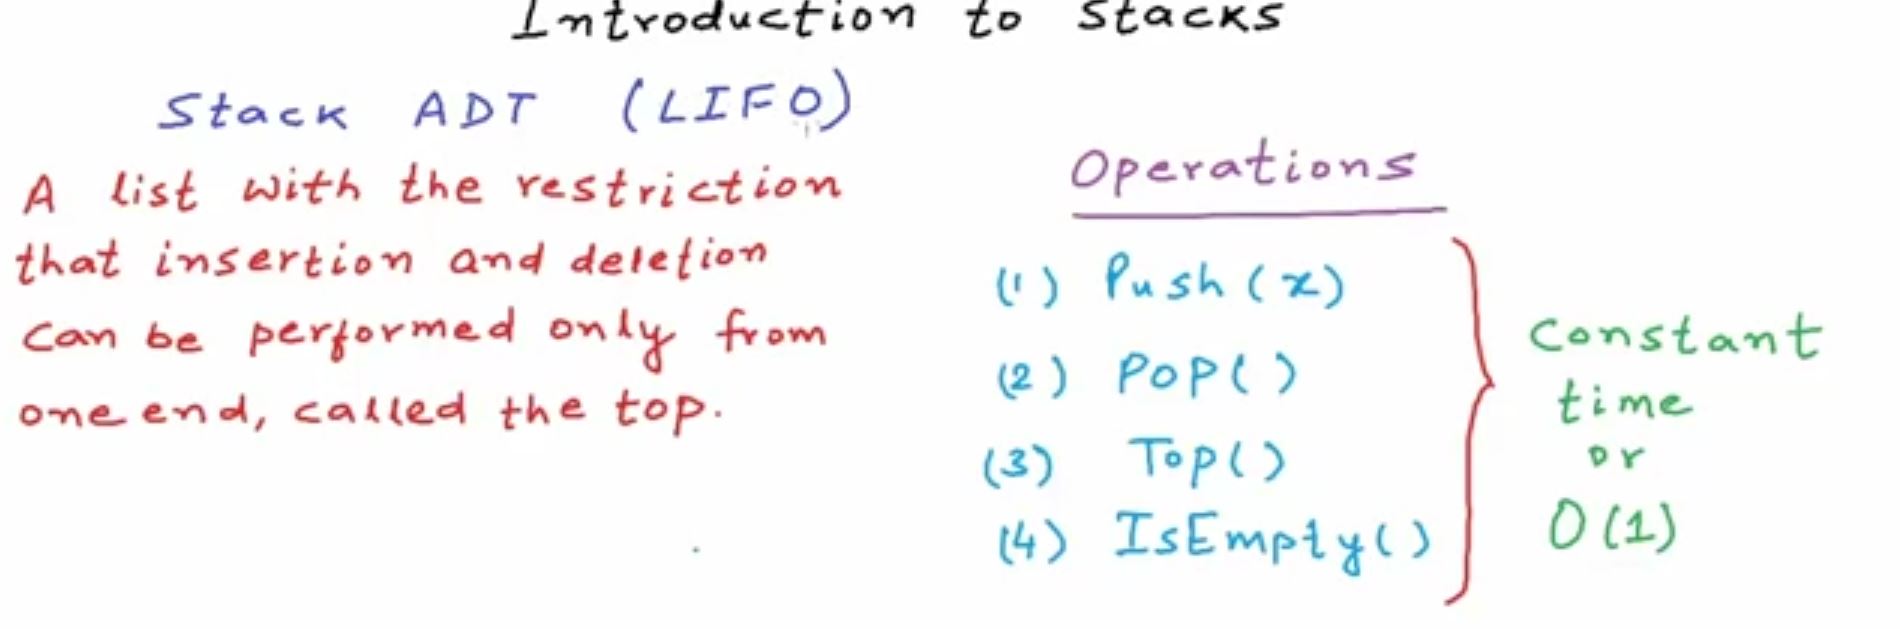 Introduction to Stacks
Stack ADT (LIFO)
A list with the restriction
that insertion and deletion
can be performed only from
one end, called the top.
Operations
(1) Push(x)
(2) Pop()
(3) Top()
(4) IsEmpty()
Constant
time
or
O(1)